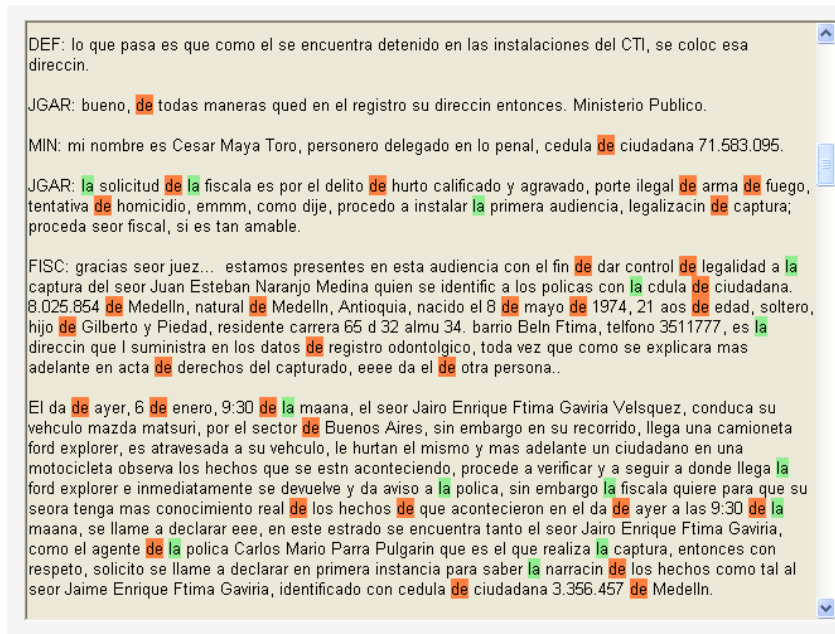 DEF: lo que pasa es que como el se encuentra detenido en las instalaciones del CTI, se coloc esa
direccin.
JGAR: bueno, de todas maneras qued en el registro su direccin entonces. Ministerio Publico.
MIN: mi nombre es Cesar Maya Toro, personero delegado en lo penal, cedula de ciudadana 71.583.095.
JGAR: la solicitud de la fiscala es por el delito de hurto calificado y agravado, porte ilegal de arma de fuego,
tentativa de homicidio, emmm, como dije, procedo a instalar la primera audiencia, legalizacin de captura;
proceda seor fiscal, si es tan amable.
FISC: gracias seor juez... estamos presentes en esta audiencia con el fin de dar control de legalidad a la
captura del seor Juan Esteban Naranjo Medina quien se identific a los policas con la cdula de ciudadana.
8.025.854 de Medelln, natural de Medelln, Antioquia, nacido el 8 de mayo de 1974, 21 aos de edad, soltero,
hijo de Gilberto y Piedad, residente carrera 65 d 32 almu 34. barrio Beln Ftima, telfono 3511777, es la
direccin que l suministra en los datos de registro odontolgico, toda vez que como se explicara mas
adelante en acta de derechos del capturado, eeee da el de otra persona..
El da de ayer, 6 de enero, 9:30 de la maana, el seor Jairo Enrique Ftima Gaviria Velsquez, conduca su
vehculo mazda matsuri, por el sector de Buenos Aires, sin embargo en su recorrido, llega una camioneta
ford explorer, es atravesada a su vehculo, le hurtan el mismo y mas adelante un ciudadano en una
motocicleta observa los hechos que se estn aconteciendo, procede a verificar y a seguir a donde llega la
ford explorer e inmediatamente se devuelve y da aviso a la polica, sin embargo la fiscala quiere para que su
seora tenga mas conocimiento real de los hechos de que acontecieron en el da de ayer a las 9:30 de la
maana, se llame a declarar eee, en este estrado se encuentra tanto el seor Jairo Enrique Ftima Gaviria,
como el agente de la polica Carlos Mario Parra Pulgarin que es el que realiza la captura, entonces con
respeto, solicito se llame a declarar en primera instancia para saber la narracin de los hechos como tal al
seor Jaime Enrique Ftima Gaviria, identificado con cedula de ciudadana 3.356.457 de Medelln.